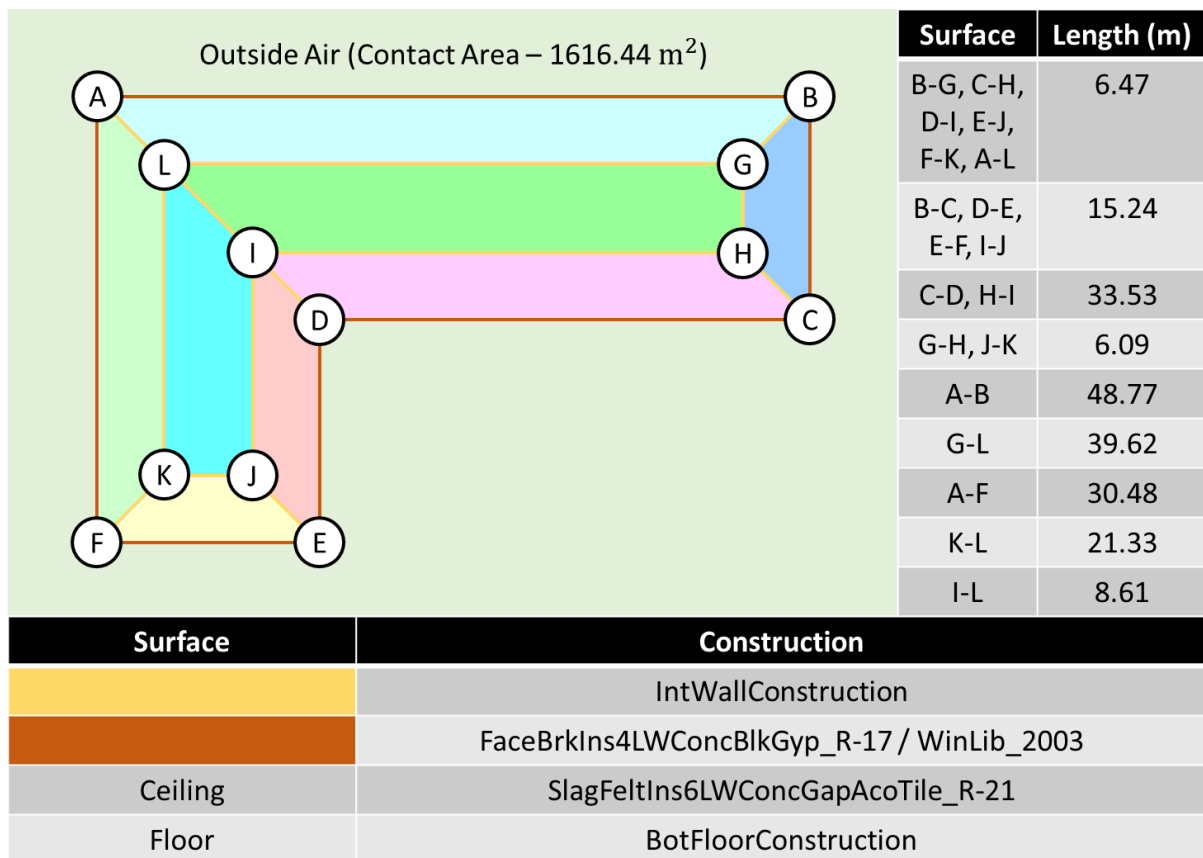 Outside Air (Contact Area – 1616.44 m²)
A
B
L
G
I
H
D
C
K
J
F
E
Surface Length (m)
B-G, C-H, 6.47
D-I, E-J,
F-K, A-L
B-C, D-E, 15.24
E-F, I-J
C-D, H-I 33.53
G-H, J-K 6.09
A-B 48.77
G-L 39.62
A-F 30.48
K-L 21.33
I-L 8.61
Surface Construction
IntWallConstruction
FaceBrkIns4LWConcBlkGyp_R-17 / WinLib_2003
Ceiling SlagFeltIns6LWConcGapAcoTile_R-21
Floor BotFloorConstruction